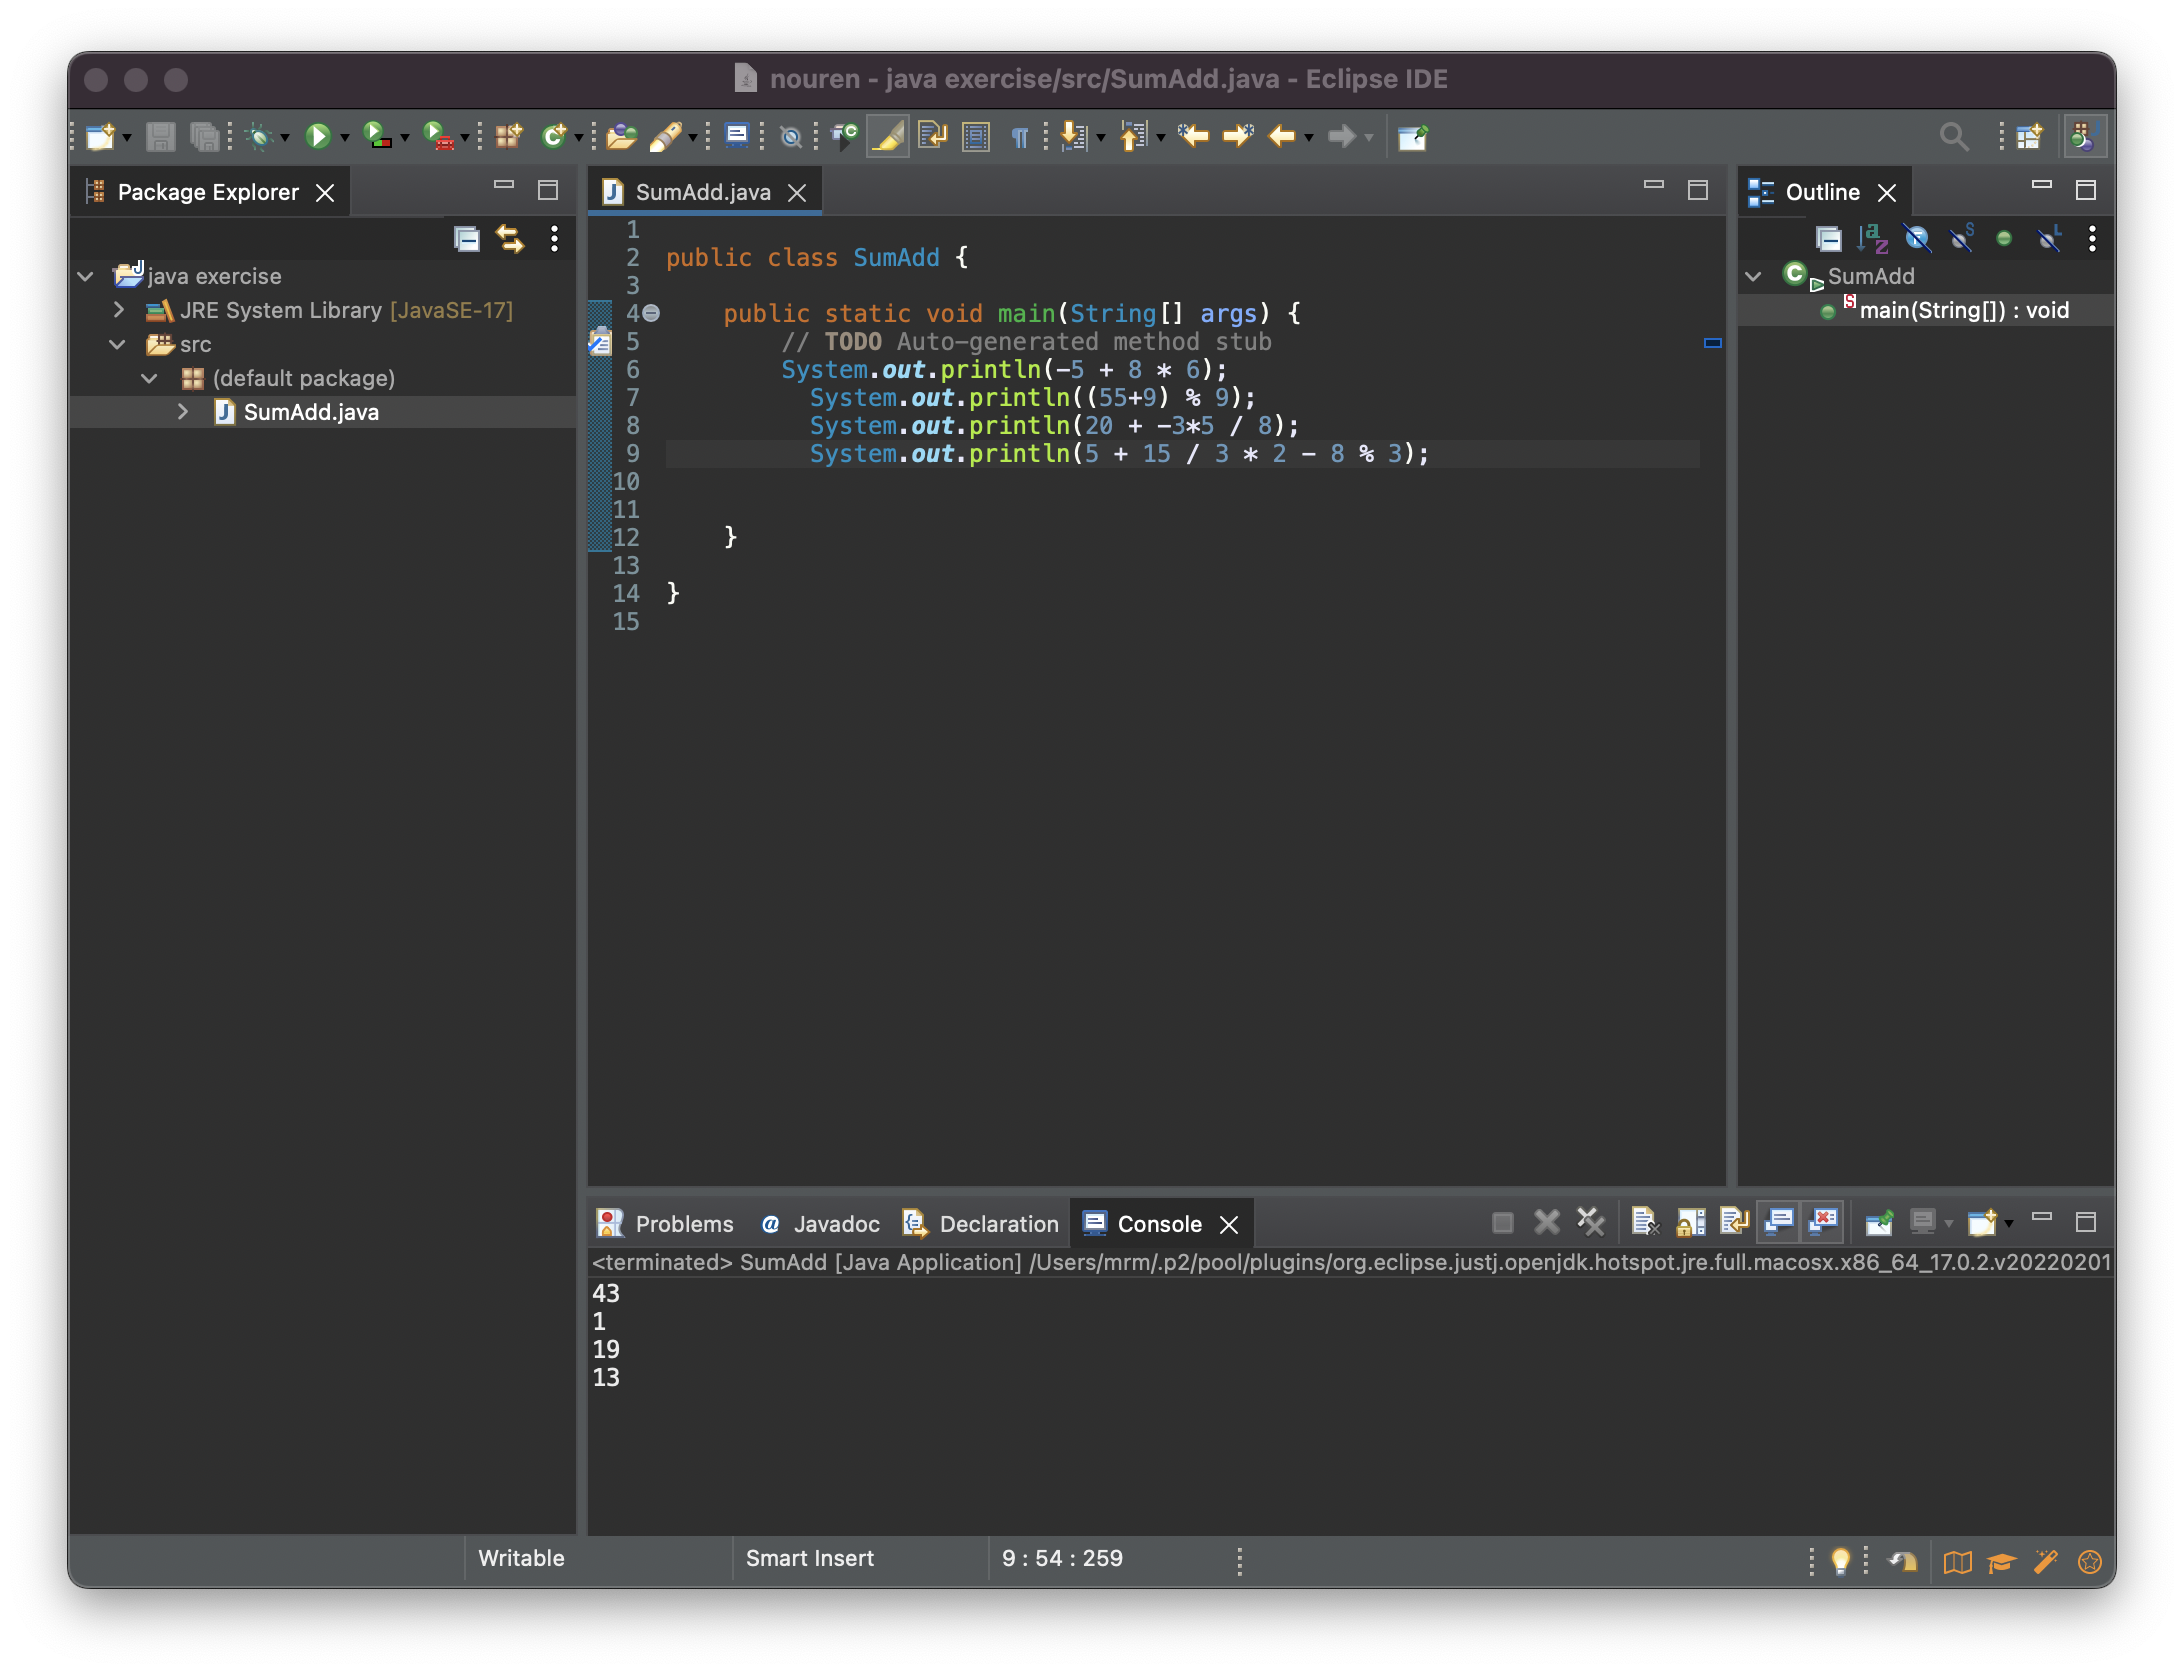 nouren - java exercise/src/SumAdd.java - Eclipse IDE
Package Explorer
java exercise
JRE System Library [JavaSE-17]
src
(default package)
SumAdd.java
SumAdd.java
1
2 public class SumAdd {
3
4 public static void main(String[] args) {
5 // TODO Auto-generated method stub
6 System.out.println(-5 + 8 * 6);
7 System.out.println((55+9) % 9);
8 System.out.println(20 + -3*5 / 8);
9 System.out.println(5 + 15 / 3 * 2 - 8 % 3);
10
11
12 }
13
14 }
15
Outline
SumAdd
main(String[]) : void
Problems
Javadoc
Declaration
Console
<terminated> SumAdd [Java Application] /Users/mrm/.p2/pool/plugins/org.eclipse.justj.openjdk.hotspot.jre.full.macosx.x86_64_17.0.2.v20220201
43
1
19
13
Writable
Smart Insert
9 : 54 : 259